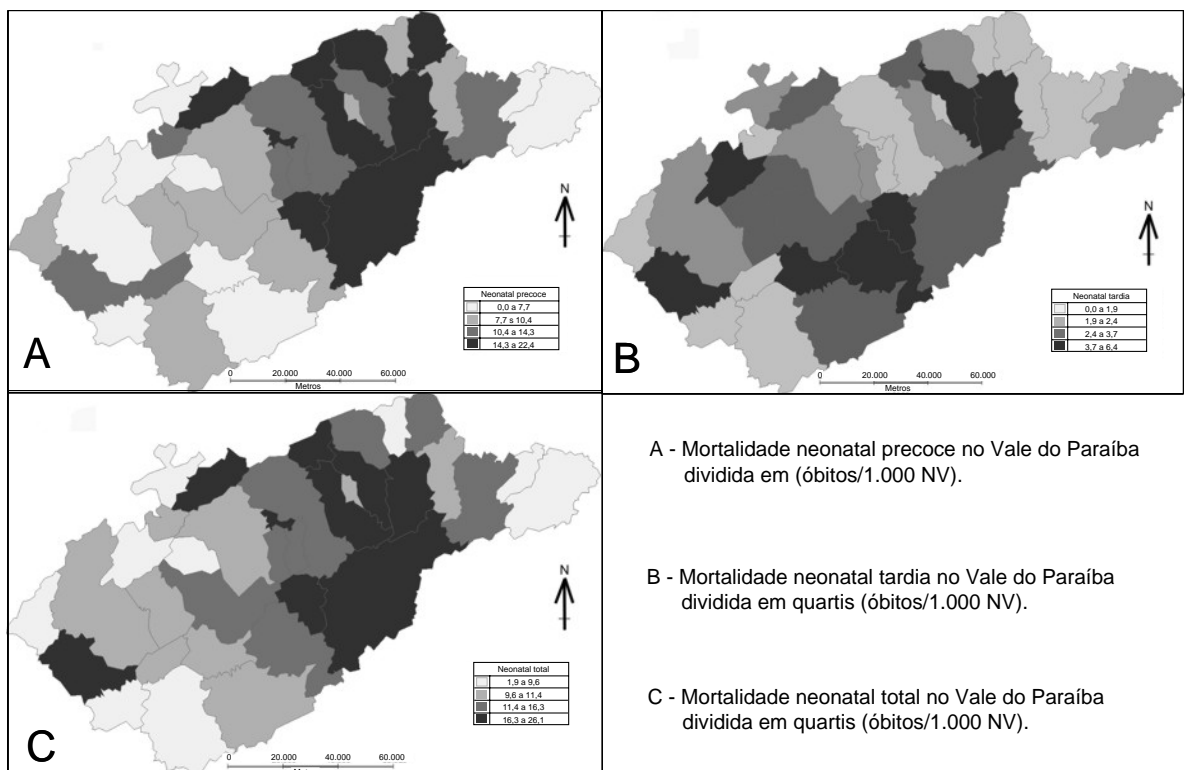 N
Neonatal precoce
0,0 a 7,7
7,7 s 10,4
10,4 a 14,3
14,3 a 22,4
A
0 20.000 40.000 60.000
Metros
N
Neonatal tardia
0,0 a 1,9
1,9 a 2,4
2,4 a 3,7
3,7 a 6,4
B
0 20.000 40.000 60.000
Metros
N
Neonatal total
1,9 a 9,6
9,6 a 11,4
11,4 a 16,3
16,3 a 26,1
C
0 20.000 40.000 60.000
Metros
A - Mortalidade neonatal precoce no Vale do Paraíba
dividida em (óbitos/1.000 NV).
B - Mortalidade neonatal tardia no Vale do Paraíba
dividida em quartis (óbitos/1.000 NV).
C - Mortalidade neonatal total no Vale do Paraíba
dividida em quartis (óbitos/1.000 NV).